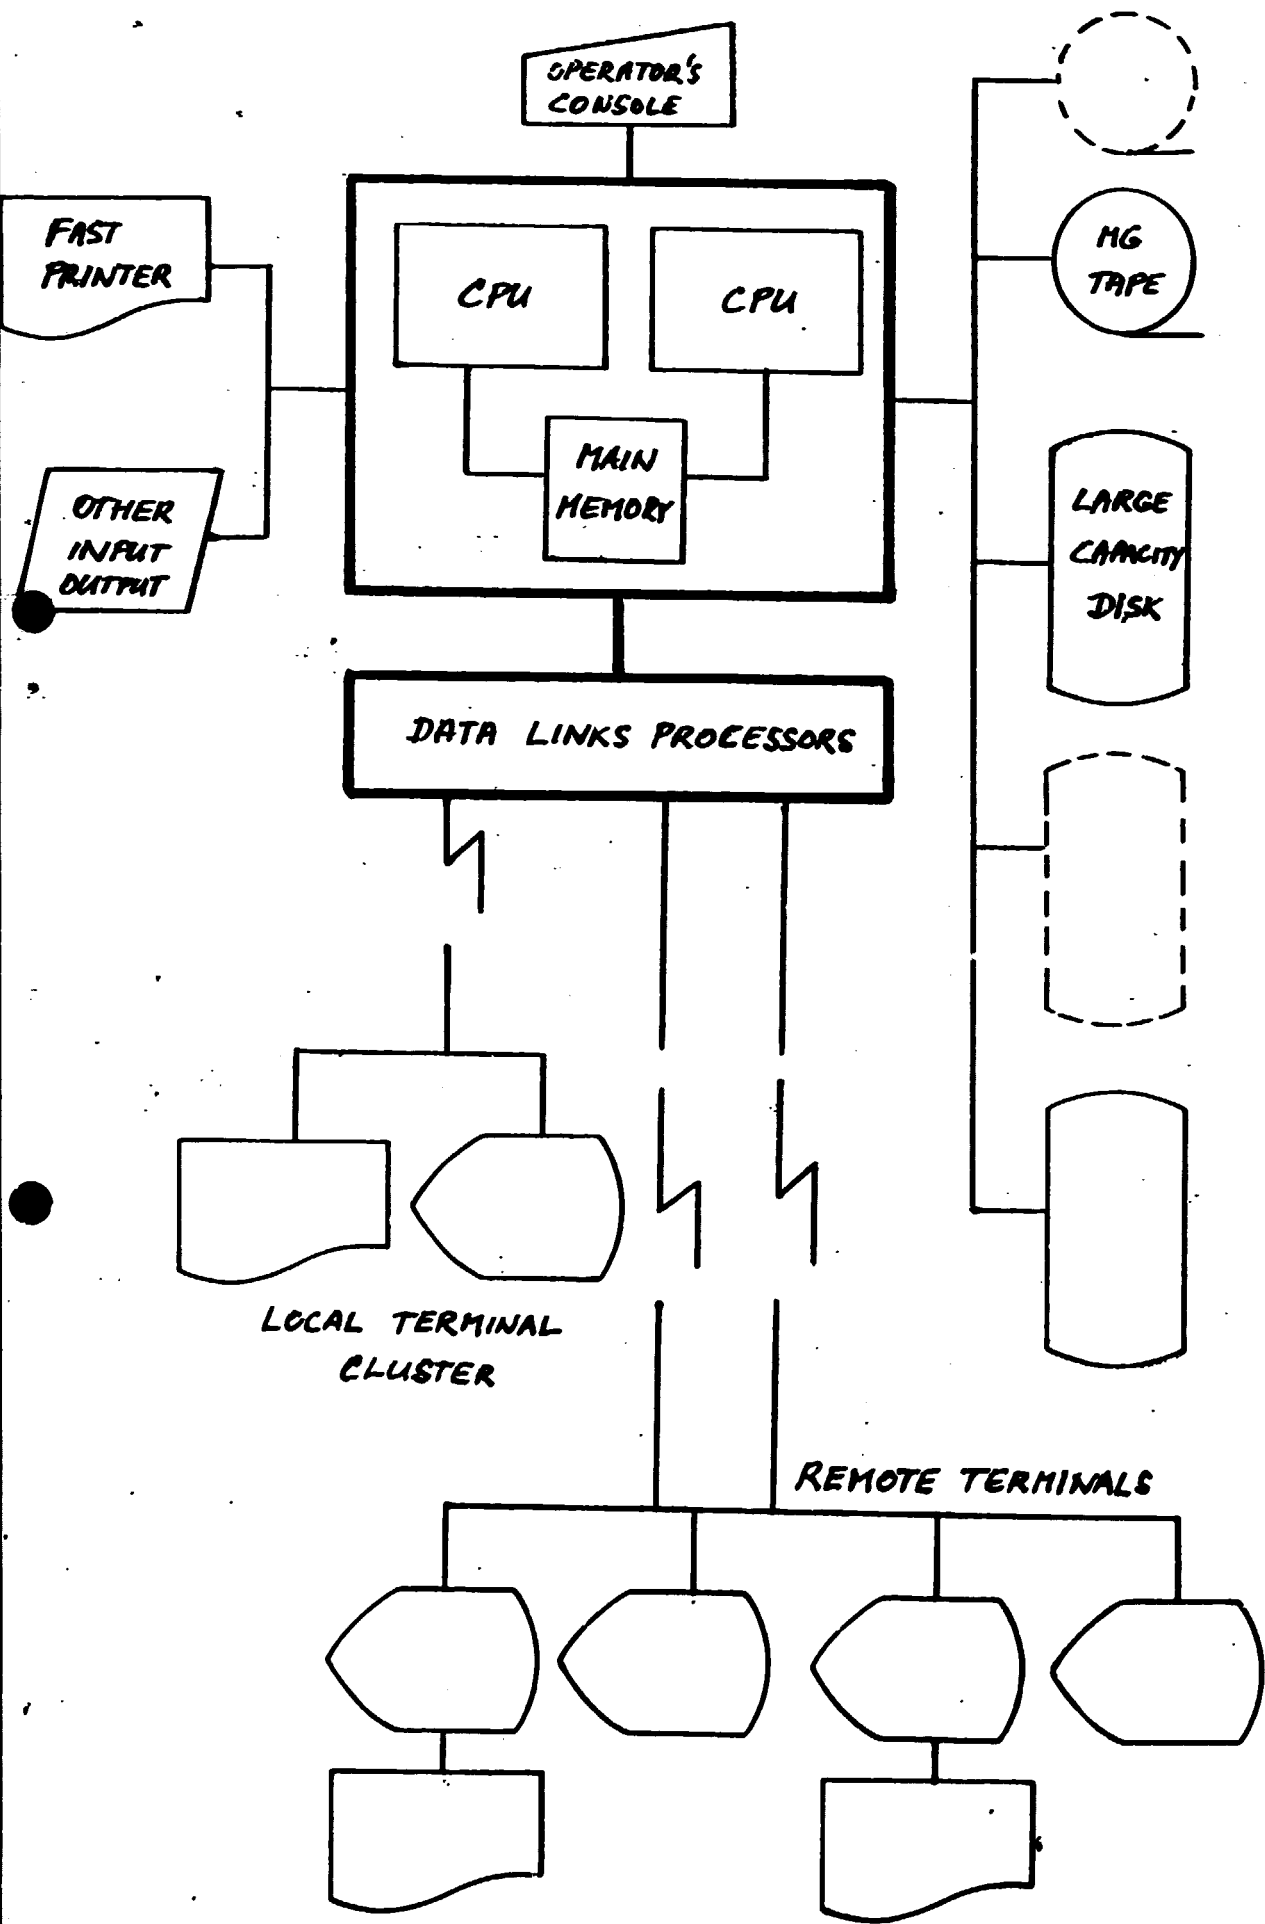 OPERATOR'S
CONSOLE
FAST
PRINTER
CPU
CPU
MG
TAPE
MAIN
MEMORY
OTHER
INPUT
OUTPUT
LARGE
CAPACITY
DISK
DATA LINKS PROCESSORS
LOCAL TERMINAL
CLUSTER
REMOTE TERMINALS